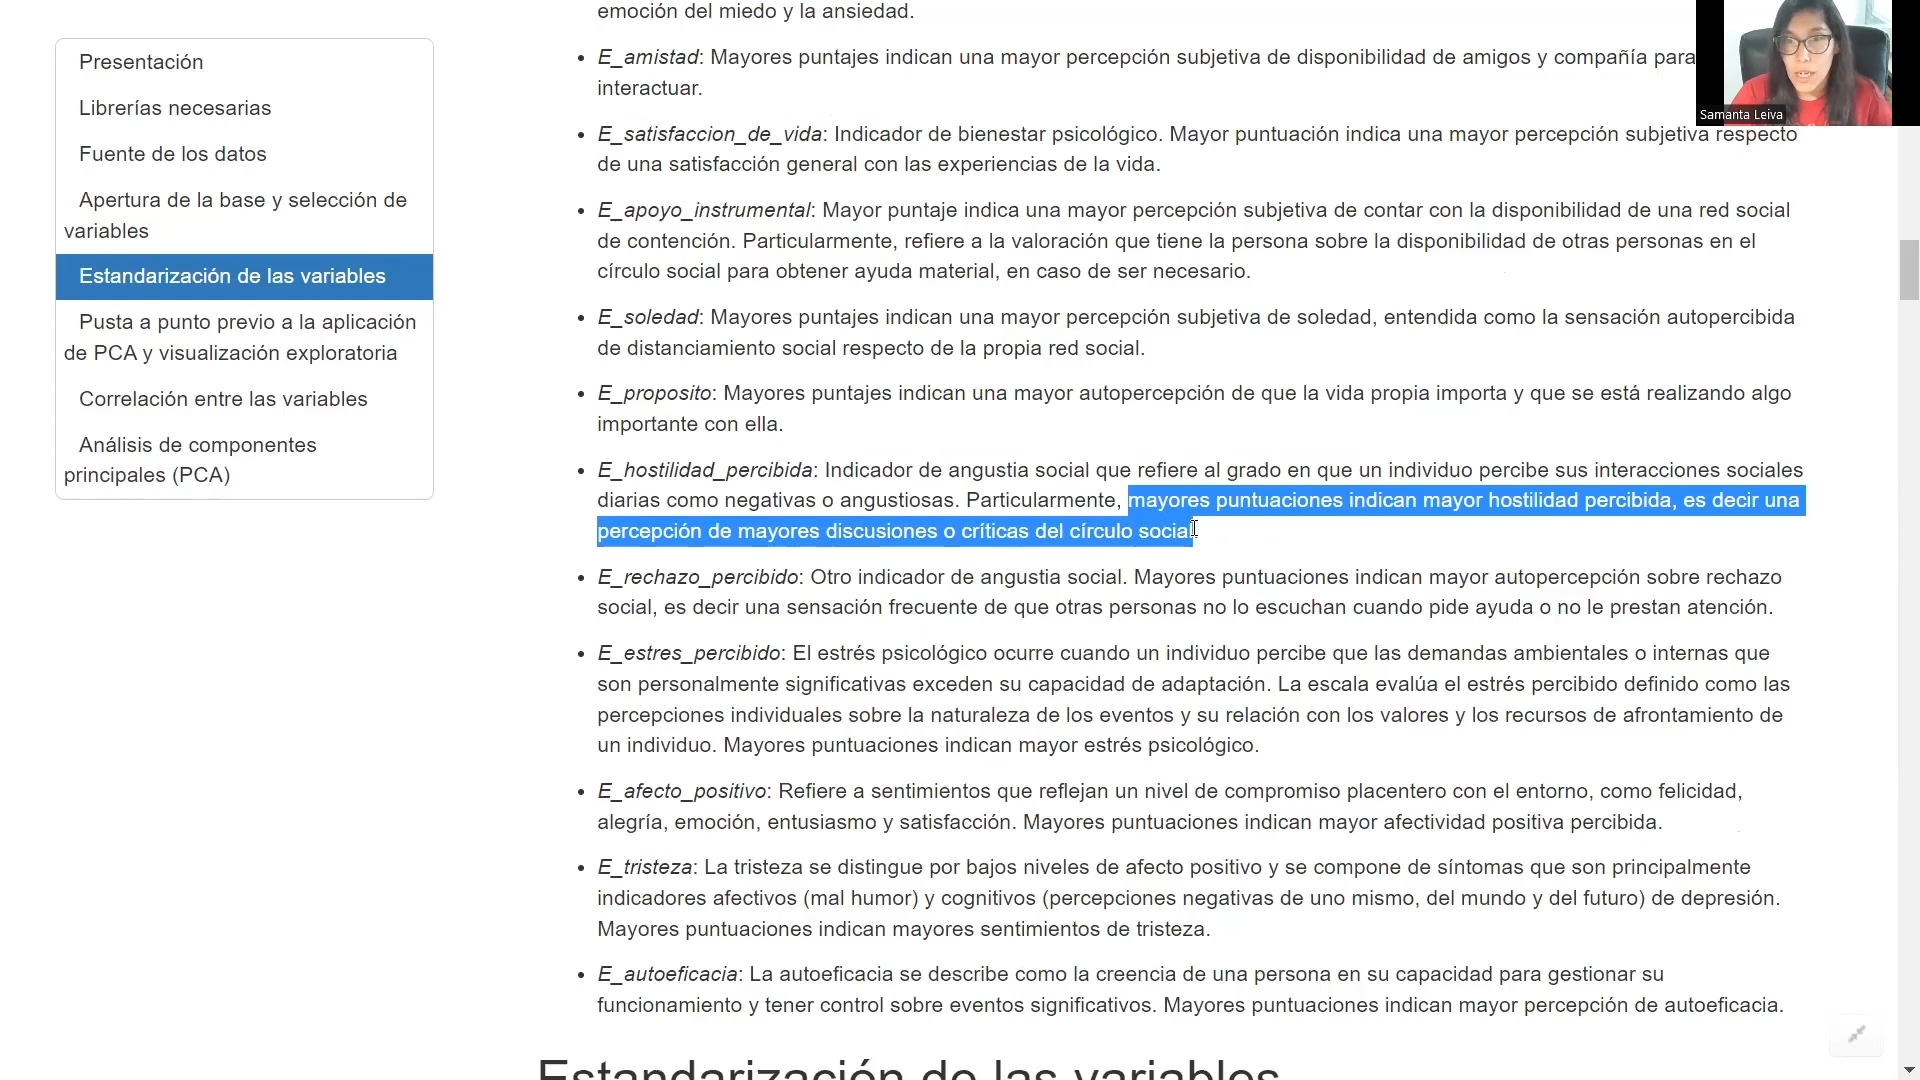 emoción del miedo y la ansiedad.
Presentación
Librerías necesarias
Fuente de los datos
Apertura de la base y selección de
variables
Estandarización de las variables
Pusta a punto previo a la aplicación
de PCA y visualización exploratoria
Correlación entre las variables
Análisis de componentes
principales (PCA)
E_amistad: Mayores puntajes indican una mayor percepción subjetiva de disponibilidad de amigos y compañía para
interactuar.
Samanta Leiva
E_satisfaccion_de_vida: Indicador de bienestar psicológico. Mayor puntuación indica una mayor percepción subjetiva respecto
de una satisfacción general con las experiencias de la vida.
E_apoyo_instrumental: Mayor puntaje indica una mayor percepción subjetiva de contar con la disponibilidad de una red social
de contención. Particularmente, refiere a la valoración que tiene la persona sobre la disponibilidad de otras personas en el
círculo social para obtener ayuda material, en caso de ser necesario.
E_soledad: Mayores puntajes indican una mayor percepción subjetiva de soledad, entendida como la sensación autopercibida
de distanciamiento social respecto de la propia red social.
E_proposito: Mayores puntajes indican una mayor autopercepción de que la vida propia importa y que se está realizando algo
importante con ella.
E_hostilidad_percibida: Indicador de angustia social que refiere al grado en que un individuo percibe sus interacciones sociales
diarias como negativas o angustiosas. Particularmente, mayores puntuaciones indican mayor hostilidad percibida, es decir una
percepción de mayores discusiones o críticas del círculo social.
E_rechazo_percibido: Otro indicador de angustia social. Mayores puntuaciones indican mayor autopercepción sobre rechazo
social, es decir una sensación frecuente de que otras personas no lo escuchan cuando pide ayuda o no le prestan atención.
E_estres_percibido: El estrés psicológico ocurre cuando un individuo percibe que las demandas ambientales o internas que
son personalmente significativas exceden su capacidad de adaptación. La escala evalúa el estrés percibido definido como las
percepciones individuales sobre la naturaleza de los eventos y su relación con los valores y los recursos de afrontamiento de
un individuo. Mayores puntuaciones indican mayor estrés psicológico.
E_afecto_positivo: Refiere a sentimientos que reflejan un nivel de compromiso placentero con el entorno, como felicidad,
alegría, emoción, entusiasmo y satisfacción. Mayores puntuaciones indican mayor afectividad positiva percibida.
E_tristeza: La tristeza se distingue por bajos niveles de afecto positivo y se compone de síntomas que son principalmente
indicadores afectivos (mal humor) y cognitivos (percepciones negativas de uno mismo, del mundo y del futuro) de depresión.
Mayores puntuaciones indican mayores sentimientos de tristeza.
E_autoeficacia: La autoeficacia se describe como la creencia de una persona en su capacidad para gestionar su
funcionamiento y tener control sobre eventos significativos. Mayores puntuaciones indican mayor percepción de autoeficacia.
Estandarización de las variables